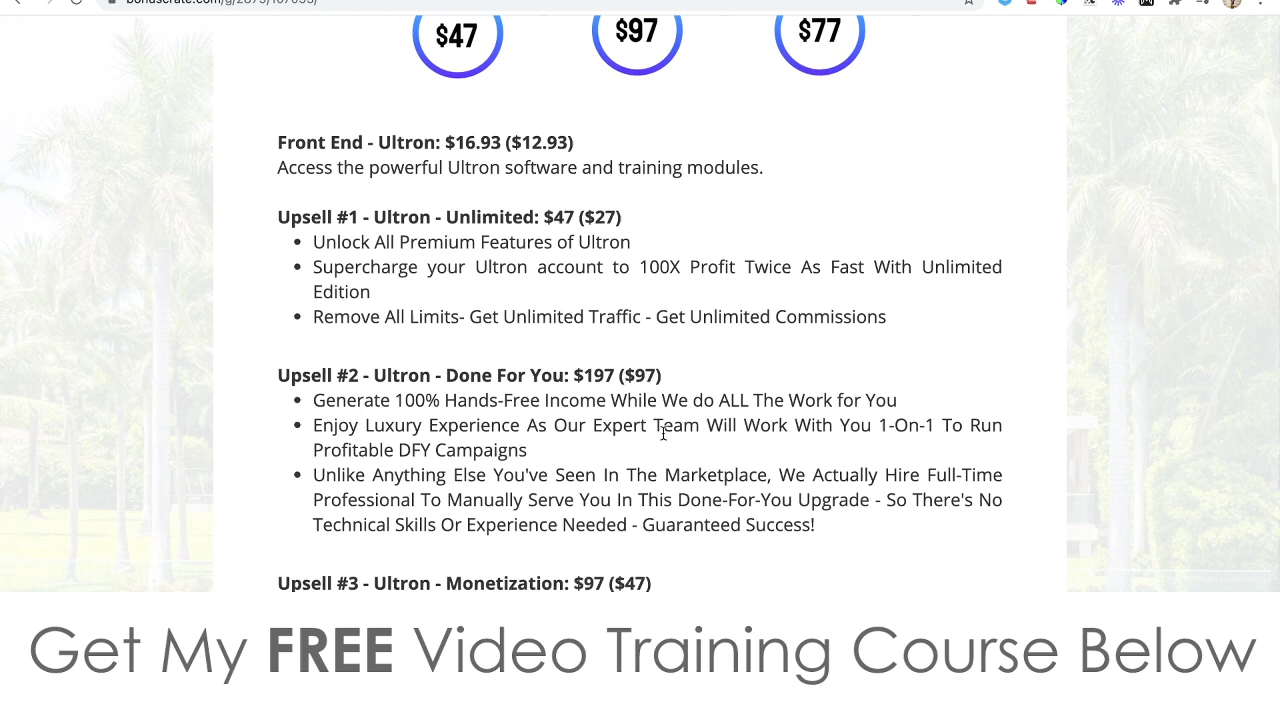 $47 $97 $77
Front End - Ultron: $16.93 ($12.93)
Access the powerful Ultron software and training modules.
Upsell #1 - Ultron - Unlimited: $47 ($27)
Unlock All Premium Features of Ultron
Supercharge your Ultron account to 100X Profit Twice As Fast With Unlimited
Edition
Remove All Limits- Get Unlimited Traffic - Get Unlimited Commissions
Upsell #2 - Ultron - Done For You: $197 ($97)
Generate 100% Hands-Free Income While We do ALL The Work for You
Enjoy Luxury Experience As Our Expert Team Will Work With You 1-On-1 To Run
Profitable DFY Campaigns
Unlike Anything Else You've Seen In The Marketplace, We Actually Hire Full-Time
Professional To Manually Serve You In This Done-For-You Upgrade - So There's No
Technical Skills Or Experience Needed - Guaranteed Success!
Upsell #3 - Ultron - Monetization: $97 ($47)
Get My FREE Video Training Course Below